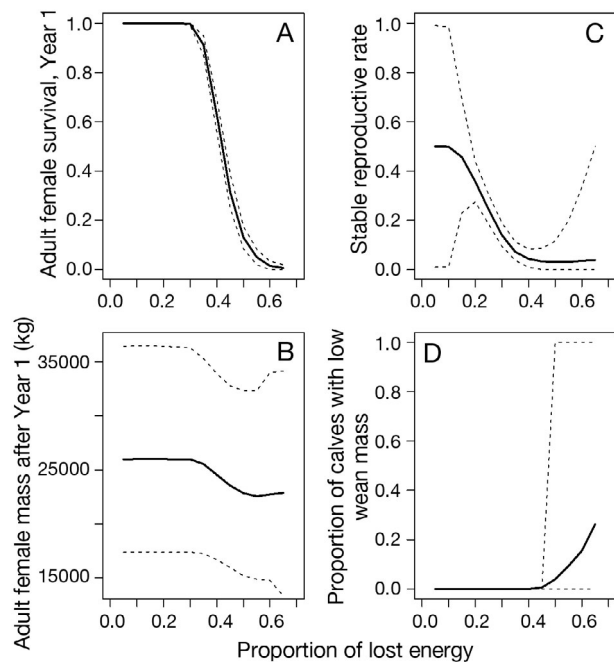 A
Adult female survival, Year 1
1.0
0.8
0.6
0.4
0.2
0.0
0.0 0.2 0.4 0.6
C
Stable reproductive rate
1.0
0.8
0.6
0.4
0.2
0.0
0.0 0.2 0.4 0.6
B
Adult female mass after Year 1 (kg)
35000
25000
15000
0.0 0.2 0.4 0.6
D
Proportion of calves with low
wean mass
1.0
0.8
0.6
0.4
0.2
0.0
0.0 0.2 0.4 0.6
Proportion of lost energy